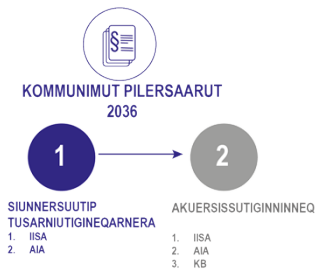 §
KOMMUNIMUT PILERSAARUT
2036
1
2
SIUNNERSUUTIP
TUSARNIUTIGINEQARNERA
1. IISA
2. AIA
AKUERSISSUTIGINNINNEQ
1. IISA
2. AIA
3. KB